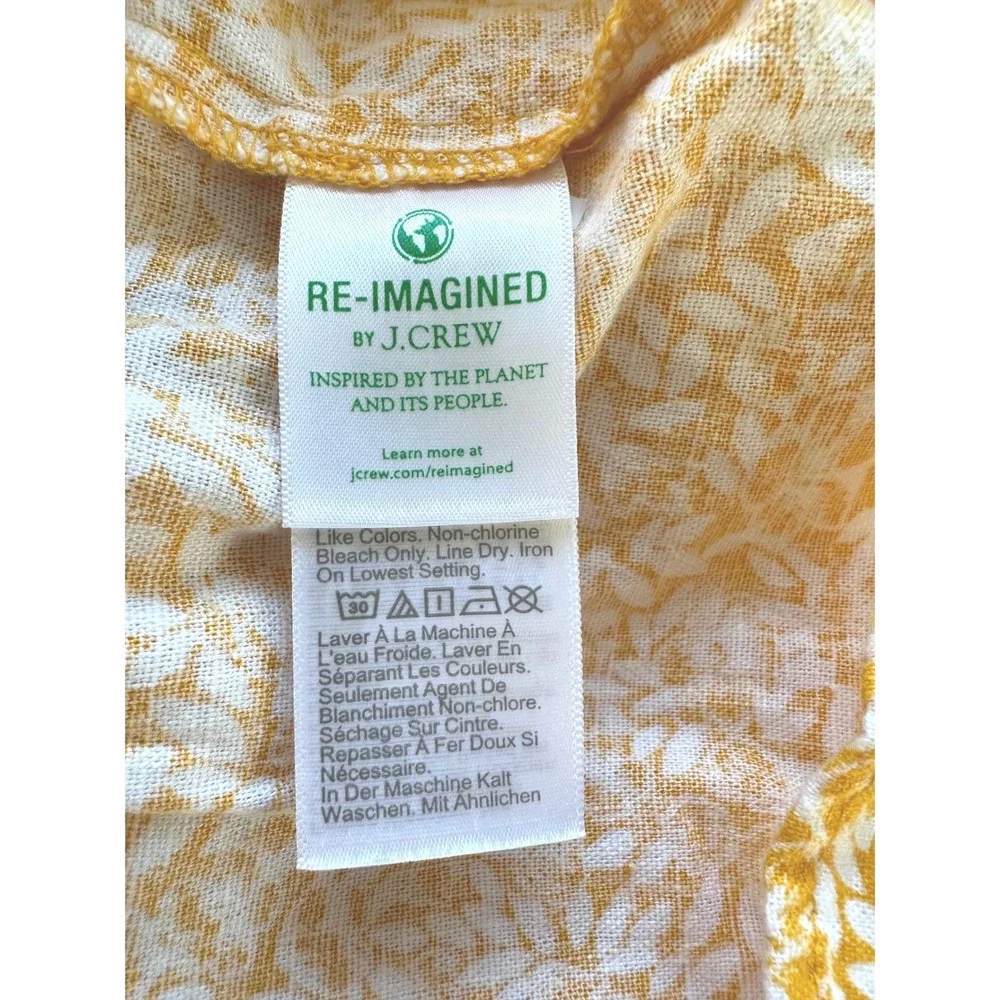 RE-IMAGINED
BY J.CREW
INSPIRED BY THE PLANET
AND ITS PEOPLE.
Learn more at
jcrew.com/reimagined
Like Colors. Non-chlorine
Bleach Only. Line Dry. Iron
On Lowest Setting.
30
Laver À La Machine À
L'eau Froide. Laver En
Séparant Les Couleurs.
Seulement Agent De
Blanchiment Non-chlore.
Séchage Sur Cintre.
Repasser À Fer Doux Si
Nécessaire.
In Der Maschine Kalt
Waschen. Mit Ähnlichen